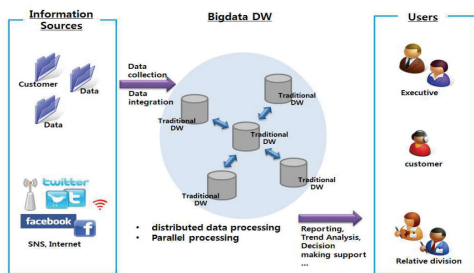 Information
Sources
Customer
Data
Data
twitter
facebook
SNS, Internet
Data
collection
Data
integration
Bigdata DW
Traditional
DW
Traditional
DW
Traditional
DW
Traditional
DW
Traditional
DW
• distributed data processing
• Parallel processing
Reporting,
Trend Analysis,
Decision
making support
...
Users
Executive
customer
Relative division